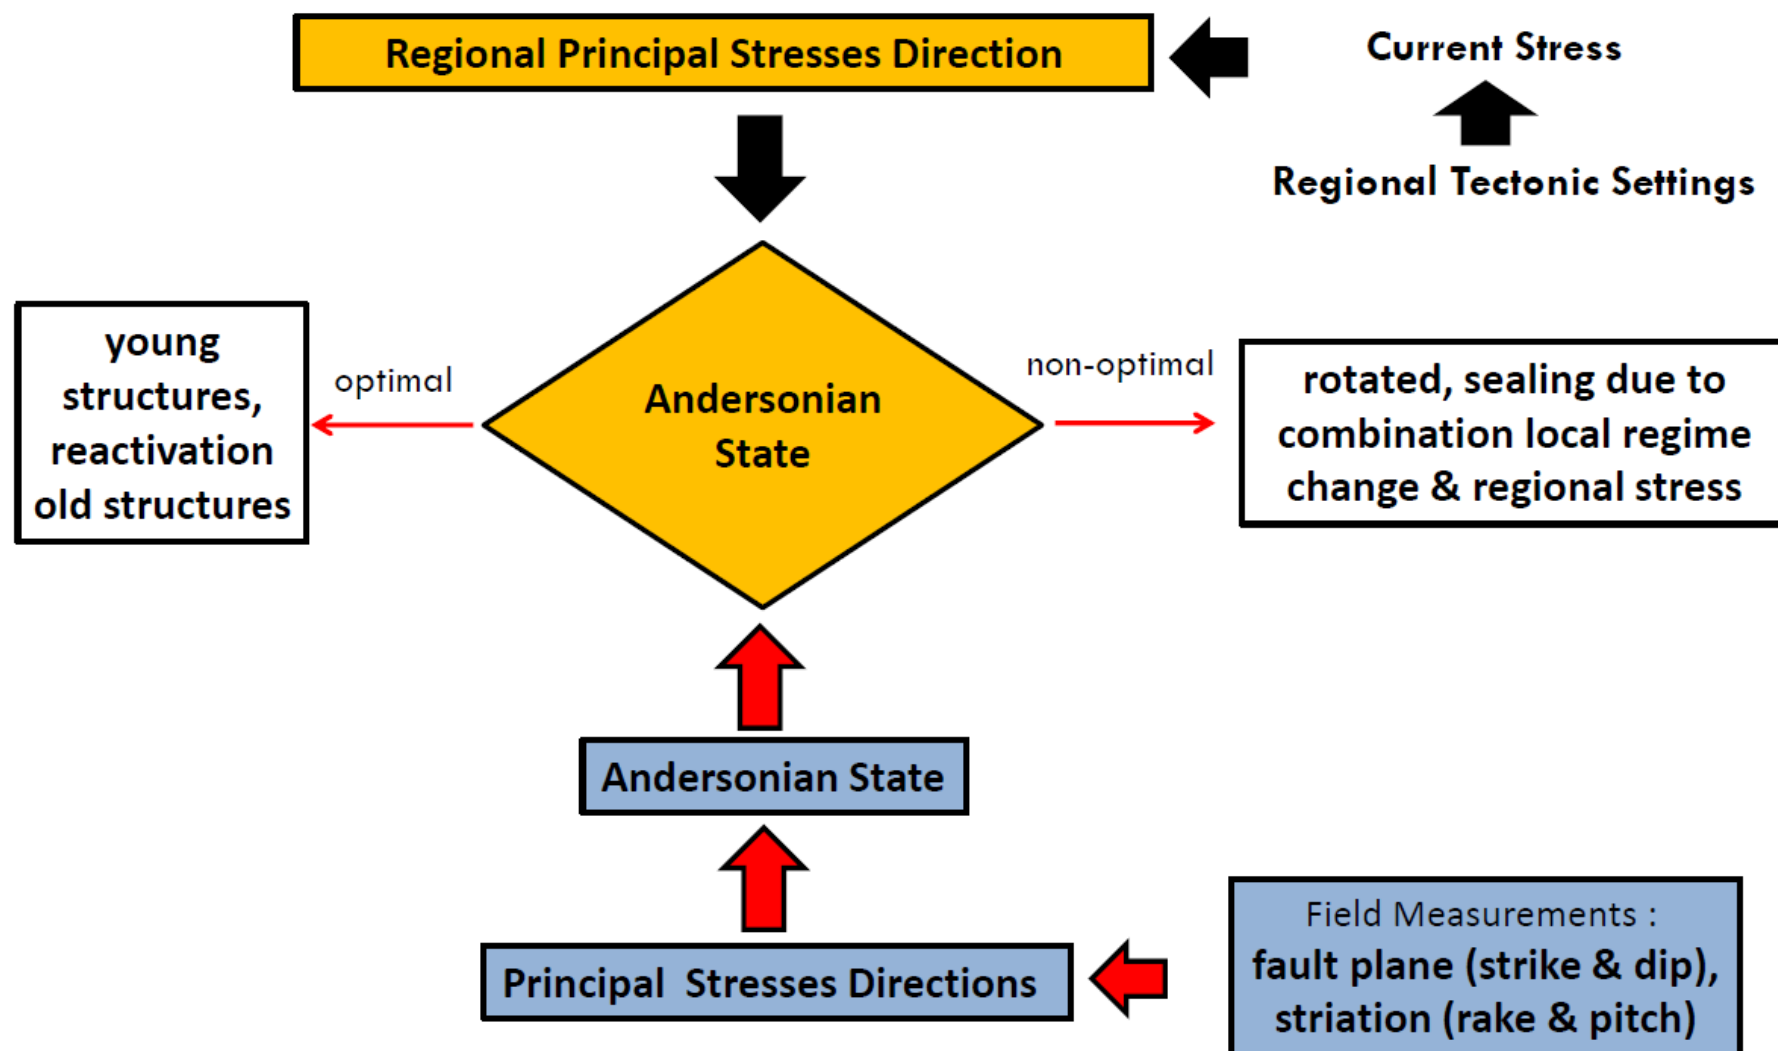 Regional Principal Stresses Direction
Current Stress
Regional Tectonic Settings
young
structures,
reactivation
old structures
optimal
Andersonian
State
non-optimal
rotated, sealing due to
combination local regime
change & regional stress
Andersonian State
Principal Stresses Directions
Field Measurements :
fault plane (strike & dip),
striation (rake & pitch)